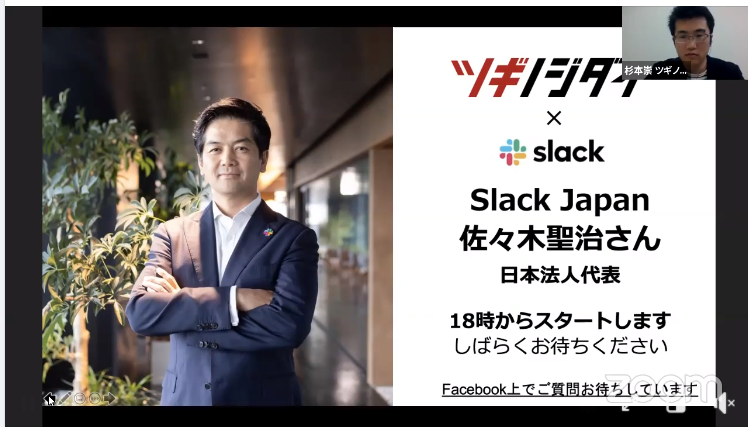 ツギノジダイ
杉本崇 ツギノ...
×
slack
Slack Japan
佐々木聖治さん
日本法人代表
18時からスタートします
しばらくお待ちください
Facebook上でご質問お待ちしています
zoom